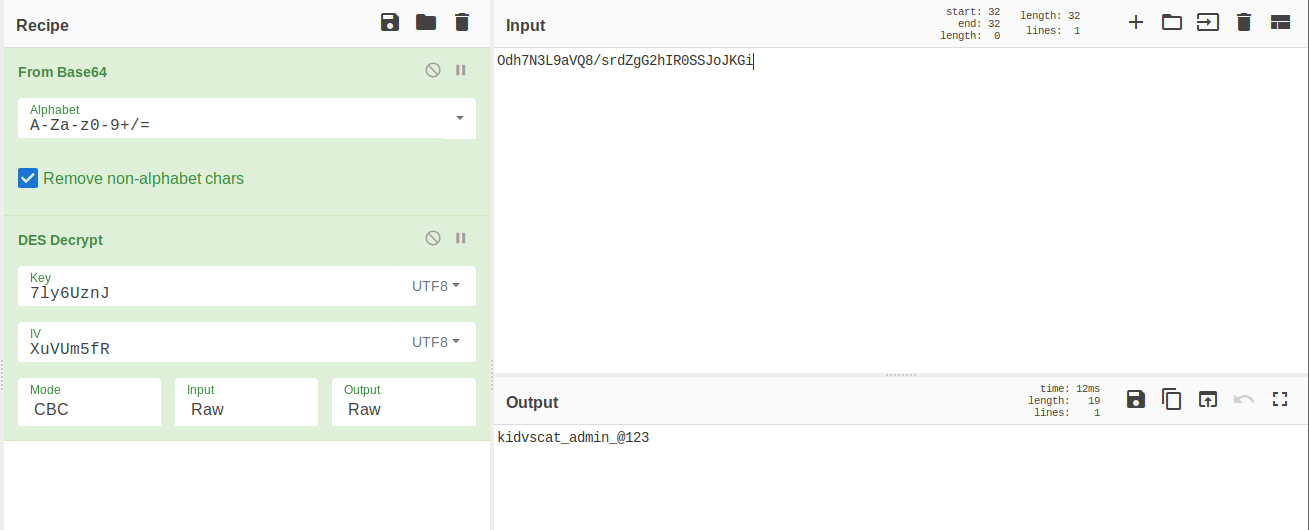 Recipe
From Base64
Alphabet
A-Za-z0-9+/=
Remove non-alphabet chars
DES Decrypt
Key
7ly6UznJ
UTF8
IV
XuVUm5fR
UTF8
Mode
CBC
Input
Raw
Output
Raw
Input
start: 32
end: 32
length: 0
length: 32
lines: 1
Odh7N3L9aVQ8/srdZgG2hIR0SSJoJKGi
Output
time: 12ms
length: 19
lines: 1
kidvscat_admin_@123